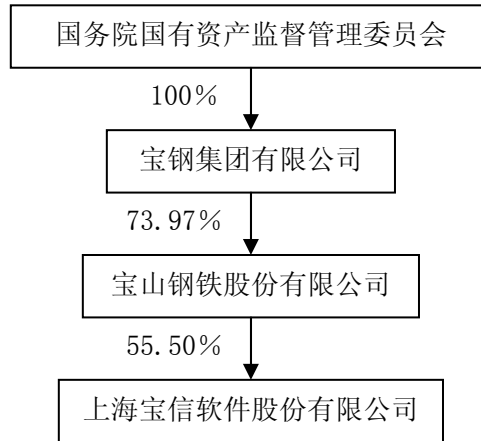 国务院国有资产监督管理委员会
100％
宝钢集团有限公司
73.97％
宝山钢铁股份有限公司
55.50％
上海宝信软件股份有限公司